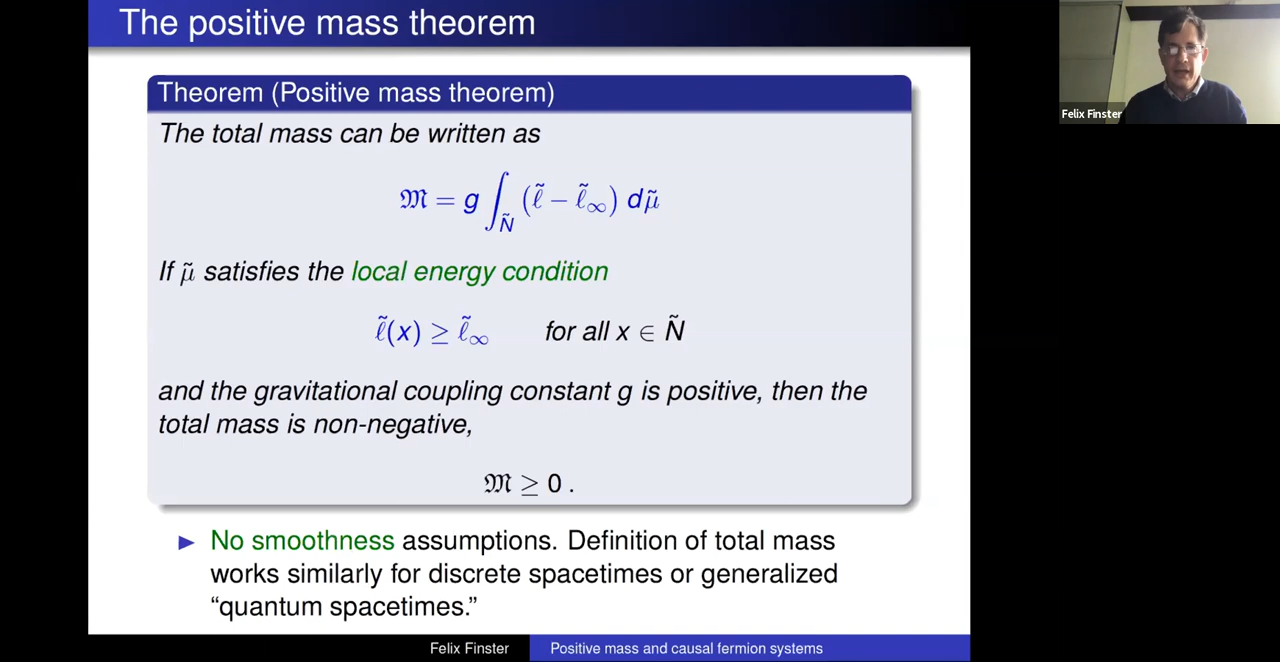 The positive mass theorem
Theorem (Positive mass theorem)
The total mass can be written as
𝔐 = g ∫_Ñ (ℓ̃ − ℓ̃_∞) dμ̃
If μ̃ satisfies the local energy condition
ℓ̃(x) ≥ ℓ̃_∞ for all x ∈ Ñ
and the gravitational coupling constant g is positive, then the
total mass is non-negative,
𝔐 ≥ 0 .
No smoothness assumptions. Definition of total mass
works similarly for discrete spacetimes or generalized
“quantum spacetimes.”
Felix Finster Positive mass and causal fermion systems
Felix Finster